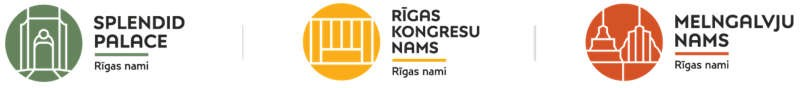 SPLENDID
PALACE
Rīgas nami
RĪGAS
KONGRESU
NAMS
Rīgas nami
MELNGALVJU
NAMS
Rīgas nami